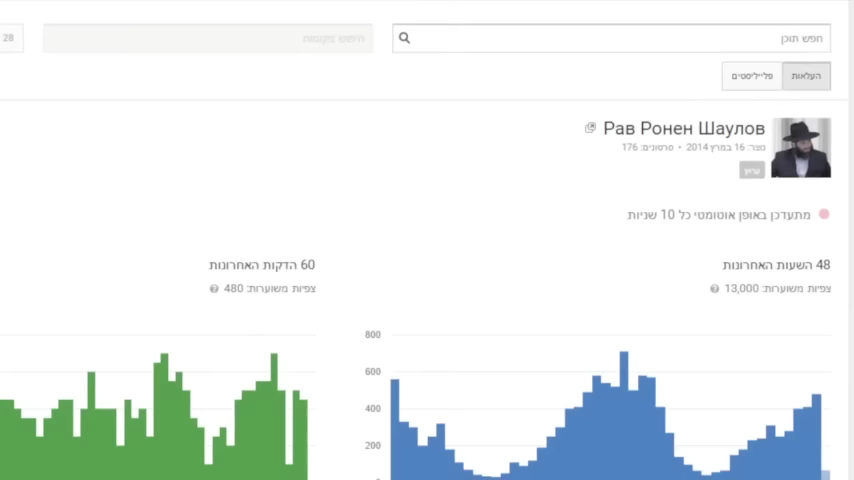 חפש תוכן
חיפוש מקומות
28
העלאות
פלייליסטים
Рав Ронен Шаулов
נוצר: 16 במרץ 2014 • סרטונים: 176
ערוץ
מתעדכן באופן אוטומטי כל 10 שניות
48 השעות האחרונות
צפיות משוערות: 13,000
60 הדקות האחרונות
צפיות משוערות: 480
800
600
400
200